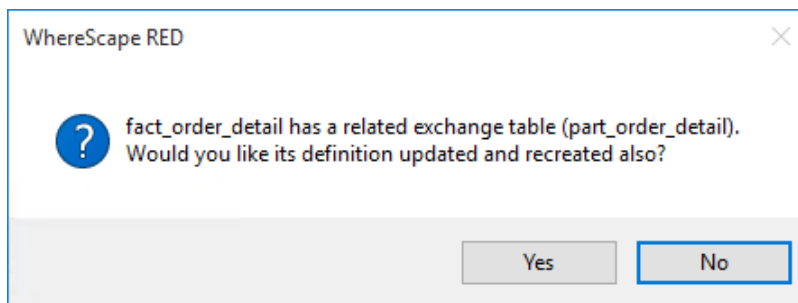 WhereScape RED
fact_order_detail has a related exchange table (part_order_detail).
Would you like its definition updated and recreated also?
Yes
No